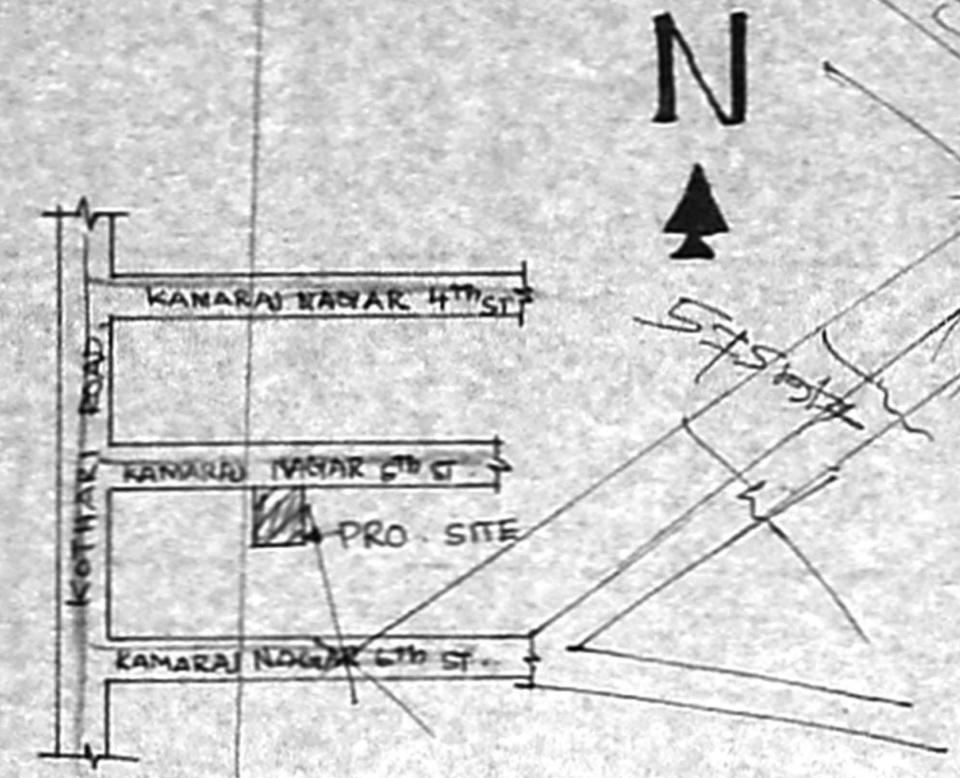 N
KAMARAJ NAGAR 4th ST
KOTHARI ROAD
KAMARAJ NAGAR 5th ST.
PRO. SITE
KAMARAJ NAGAR 6th ST.